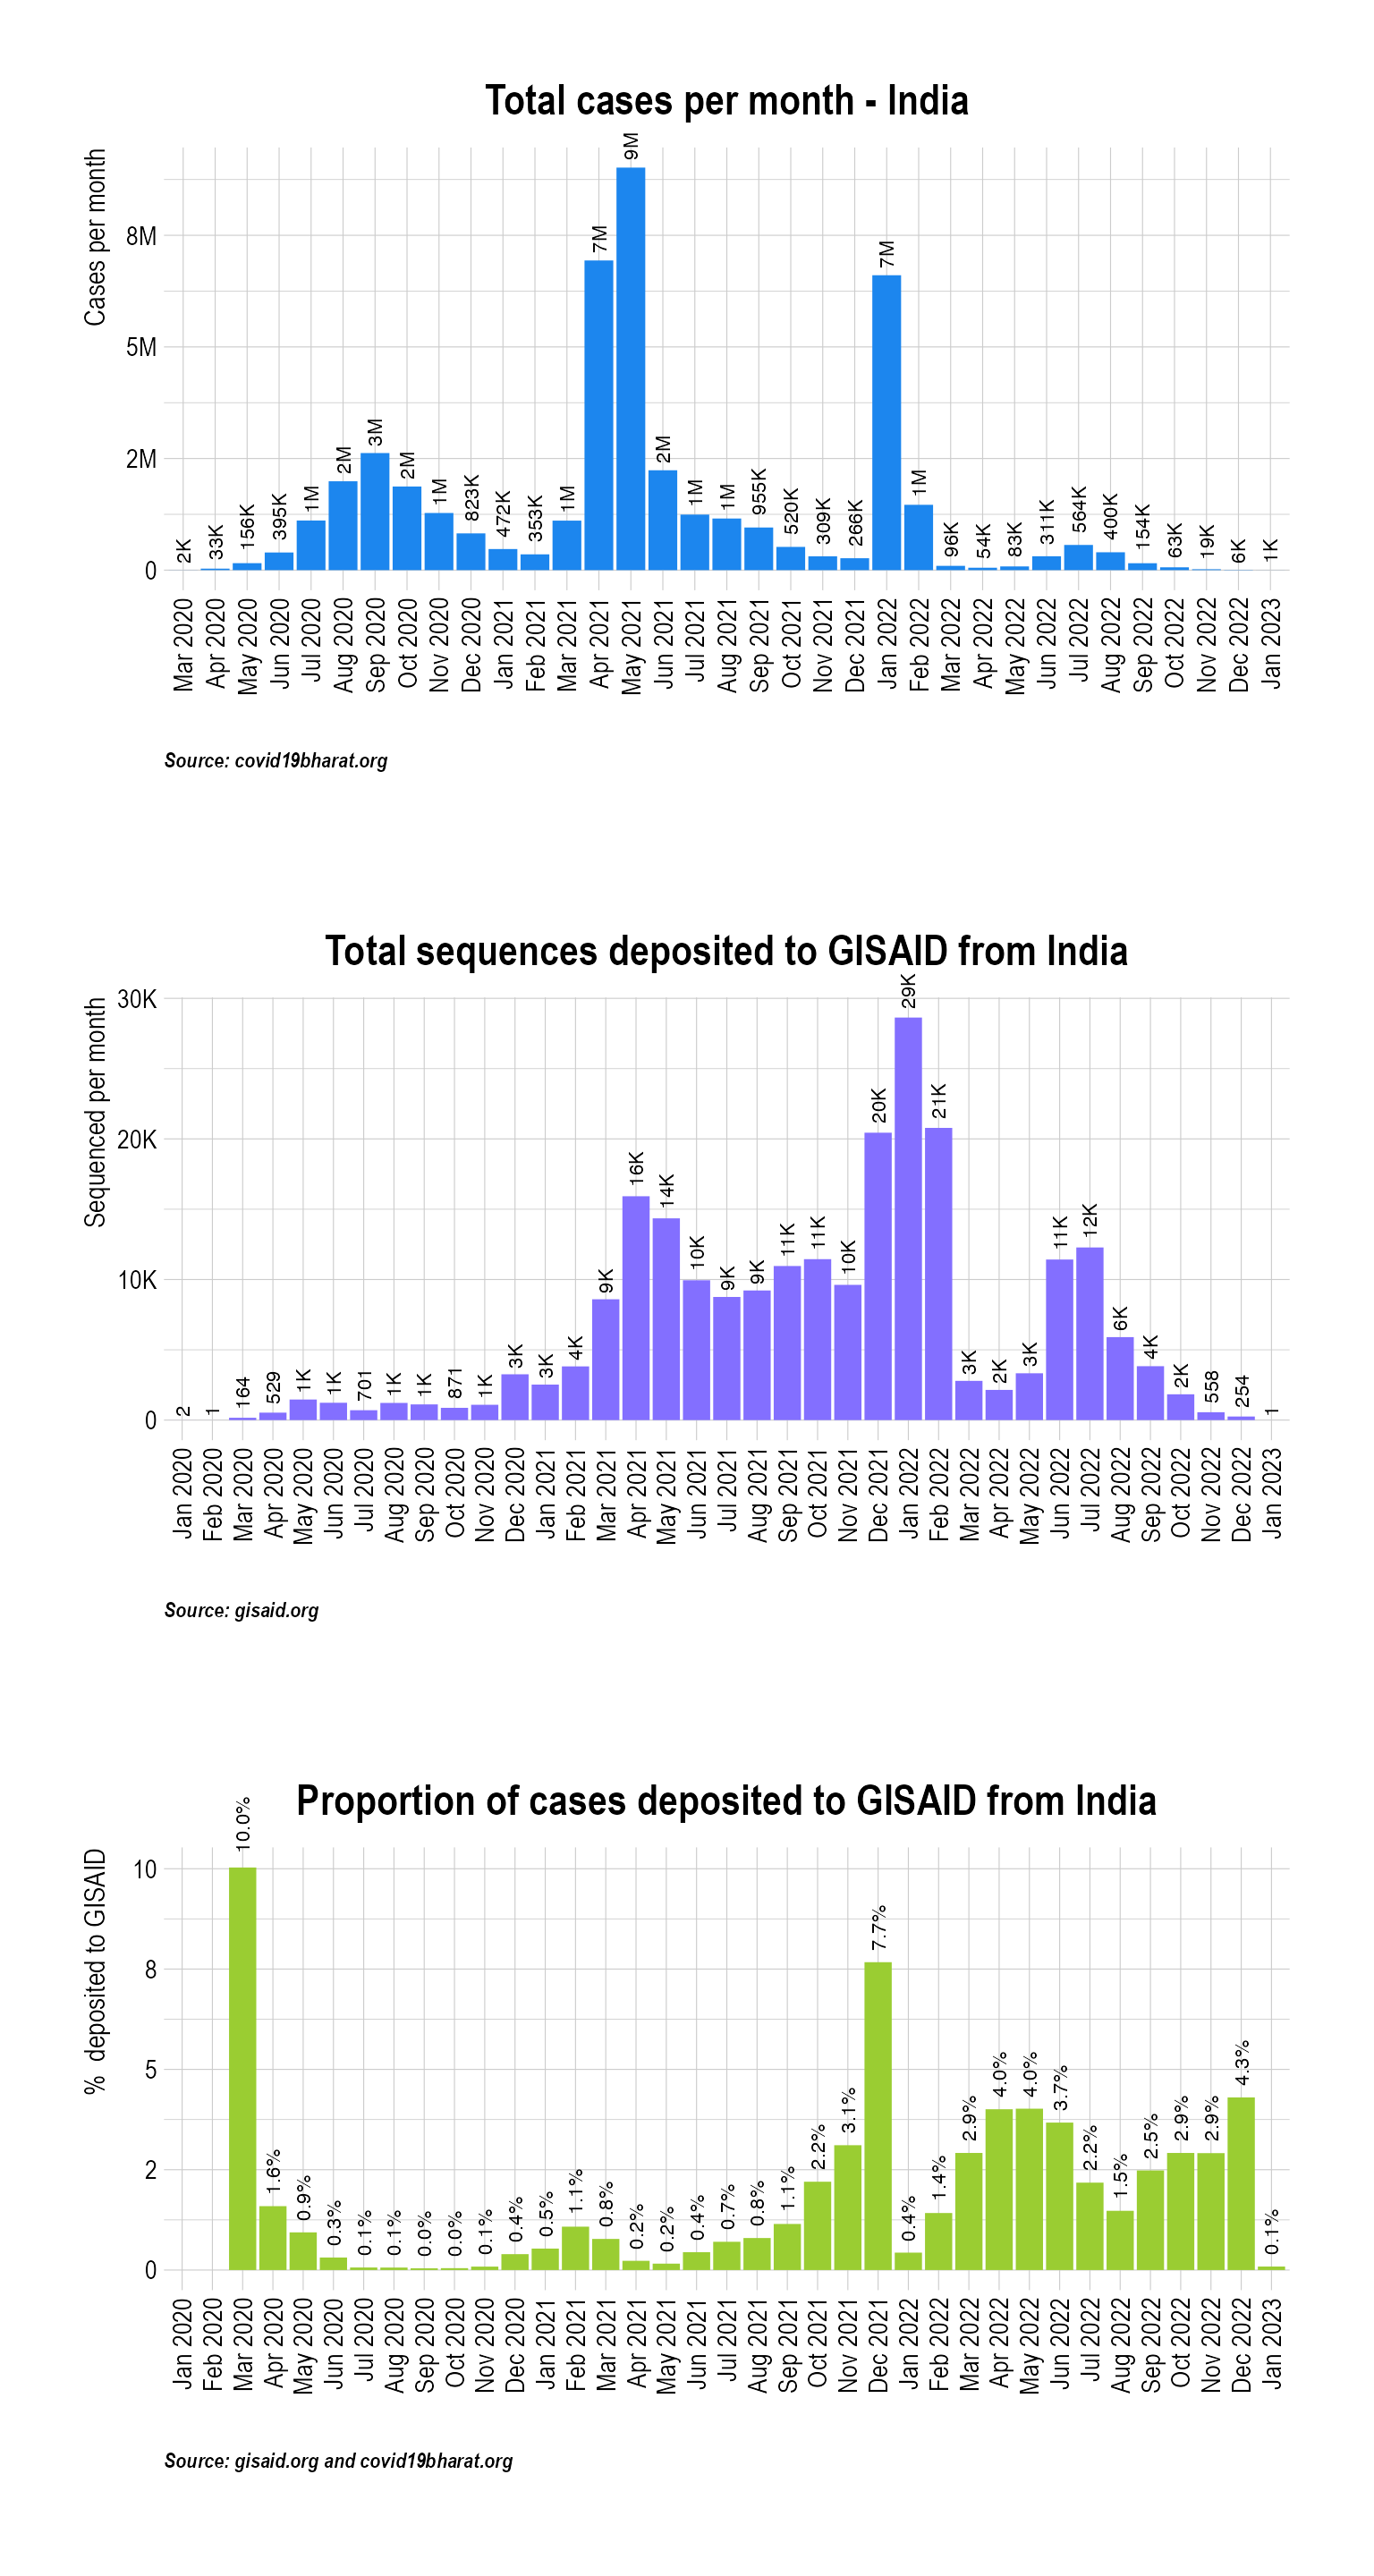 Total cases per month - India
Cases per month
8M
5M
2M
0
2K
33K
156K
395K
1M
2M
3M
2M
1M
823K
472K
353K
1M
7M
9M
2M
1M
1M
955K
520K
309K
266K
7M
1M
96K
54K
83K
311K
564K
400K
154K
63K
19K
6K
1K
Mar 2020
Apr 2020
May 2020
Jun 2020
Jul 2020
Aug 2020
Sep 2020
Oct 2020
Nov 2020
Dec 2020
Jan 2021
Feb 2021
Mar 2021
Apr 2021
May 2021
Jun 2021
Jul 2021
Aug 2021
Sep 2021
Oct 2021
Nov 2021
Dec 2021
Jan 2022
Feb 2022
Mar 2022
Apr 2022
May 2022
Jun 2022
Jul 2022
Aug 2022
Sep 2022
Oct 2022
Nov 2022
Dec 2022
Jan 2023
Source: covid19bharat.org
Total sequences deposited to GISAID from India
Sequenced per month
30K
20K
10K
0
2
1
164
529
1K
1K
701
1K
1K
871
1K
3K
3K
4K
9K
16K
14K
10K
9K
9K
11K
11K
10K
20K
29K
21K
3K
2K
3K
11K
12K
6K
4K
2K
558
254
1
Jan 2020
Feb 2020
Mar 2020
Apr 2020
May 2020
Jun 2020
Jul 2020
Aug 2020
Sep 2020
Oct 2020
Nov 2020
Dec 2020
Jan 2021
Feb 2021
Mar 2021
Apr 2021
May 2021
Jun 2021
Jul 2021
Aug 2021
Sep 2021
Oct 2021
Nov 2021
Dec 2021
Jan 2022
Feb 2022
Mar 2022
Apr 2022
May 2022
Jun 2022
Jul 2022
Aug 2022
Sep 2022
Oct 2022
Nov 2022
Dec 2022
Jan 2023
Source: gisaid.org
Proportion of cases deposited to GISAID from India
% deposited to GISAID
10
8
5
2
0
10.0%
1.6%
0.9%
0.3%
0.1%
0.1%
0.0%
0.0%
0.1%
0.4%
0.5%
1.1%
0.8%
0.2%
0.2%
0.4%
0.7%
0.8%
1.1%
2.2%
3.1%
7.7%
0.4%
1.4%
2.9%
4.0%
4.0%
3.7%
2.2%
1.5%
2.5%
2.9%
2.9%
4.3%
0.1%
Jan 2020
Feb 2020
Mar 2020
Apr 2020
May 2020
Jun 2020
Jul 2020
Aug 2020
Sep 2020
Oct 2020
Nov 2020
Dec 2020
Jan 2021
Feb 2021
Mar 2021
Apr 2021
May 2021
Jun 2021
Jul 2021
Aug 2021
Sep 2021
Oct 2021
Nov 2021
Dec 2021
Jan 2022
Feb 2022
Mar 2022
Apr 2022
May 2022
Jun 2022
Jul 2022
Aug 2022
Sep 2022
Oct 2022
Nov 2022
Dec 2022
Jan 2023
Source: gisaid.org and covid19bharat.org